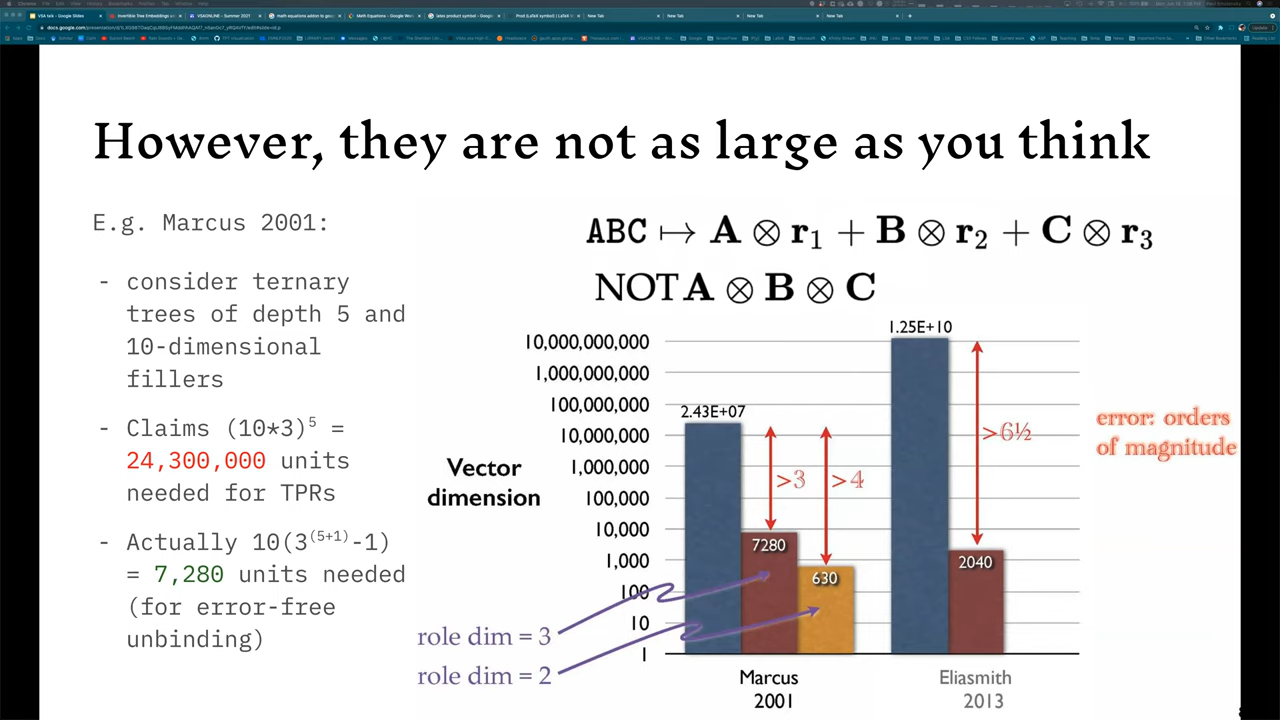 However, they are not as large as you think
E.g. Marcus 2001:
- consider ternary
trees of depth 5 and
10-dimensional
fillers
- Claims (10*3)⁵ =
24,300,000 units
needed for TPRs
- Actually 10(3⁽⁵⁺¹⁾-1)
= 7,280 units needed
(for error-free
unbinding)
ABC ↦ A ⊗ r₁ + B ⊗ r₂ + C ⊗ r₃
NOT A ⊗ B ⊗ C
Vector
dimension
10,000,000,000
1,000,000,000
100,000,000
10,000,000
1,000,000
100,000
10,000
1,000
100
10
1
2.43E+07
7280
630
>3
>4
1.25E+10
2040
>6½
error: orders
of magnitude
role dim = 3
role dim = 2
Marcus
2001
Eliasmith
2013